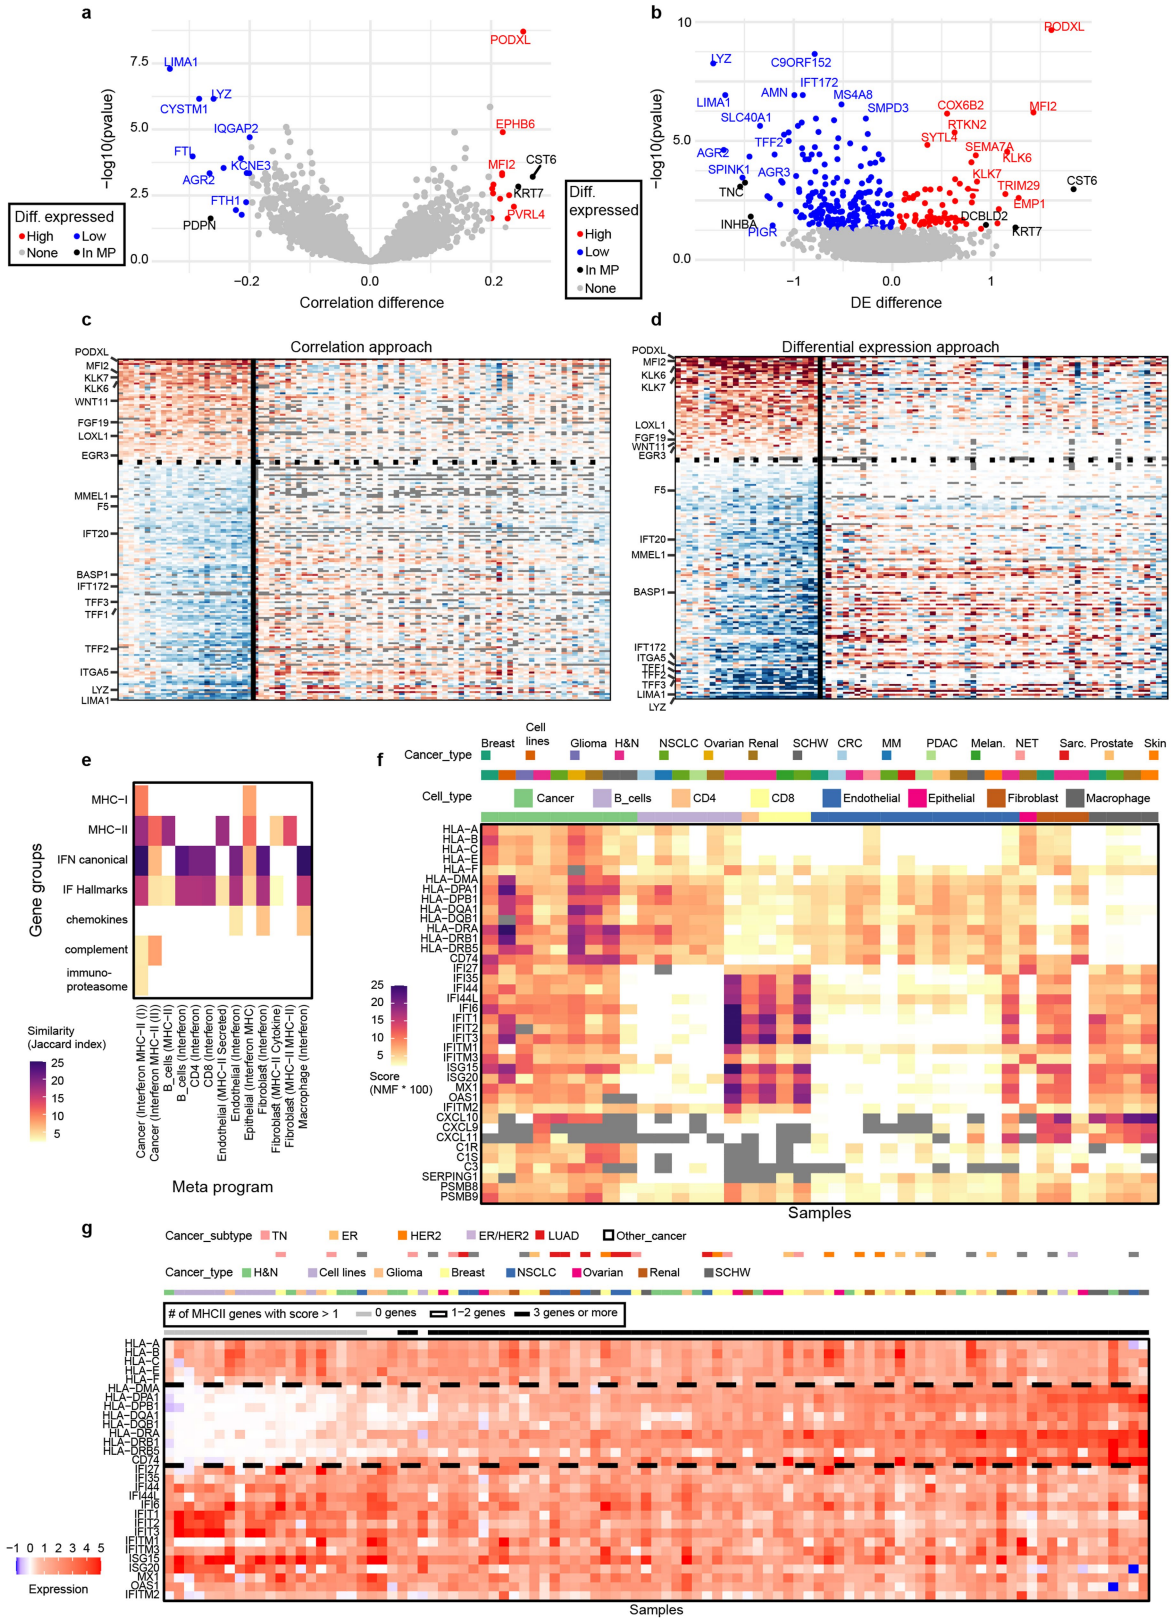 a
7.5
5.0
2.5
0.0
−log10(pvalue)
−0.2
0.0
0.2
Correlation difference
PODXL
LIMA1
LYZ
CYSTM1
IQGAP2
EPHB6
FTL
KCNE3
MFI2
CST6
AGR2
KRT7
FTH1
PVRL4
PDPN
Diff. expressed
High
Low
None
In MP
b
10
5.0
0.0
−log10(pvalue)
−1
0
1
DE difference
PODXL
LYZ
C9ORF152
IFT172
AMN
MS4A8
LIMA1
SMPD3
COX6B2
MFI2
SLC40A1
RTKN2
TFF2
SYTL4
SEMA7A
AGR2
KLK6
SPINK1
AGR3
KLK7
TNC
TRIM29
CST6
EMP1
INHBA
DCBLD2
PIGR
KRT7
Diff.
expressed
High
Low
In MP
None
c
Correlation approach
PODXL
MFI2
KLK7
KLK6
WNT11
FGF19
LOXL1
EGR3
MMEL1
F5
IFT20
BASP1
IFT172
TFF3
TFF1
TFF2
ITGA5
LYZ
LIMA1
d
Differential expression approach
PODXL
MFI2
KLK6
KLK7
LOXL1
FGF19
WNT11
EGR3
F5
IFT20
MMEL1
BASP1
IFT172
ITGA5
TFF1
TFF2
TFF3
LIMA1
LYZ
e
Gene groups
MHC−I
MHC−II
IFN canonical
IF Hallmarks
chemokines
complement
immuno-
proteasome
Cancer (Interferon MHC−II (I))
Cancer (Interferon MHC−II (II))
B_cells (MHC−II)
B_cells (Interferon)
CD4 (Interferon)
CD8 (Interferon)
Endothelial (MHC−II Secreted)
Endothelial (Interferon)
Epithelial (Interferon MHC)
Fibroblast (Interferon)
Fibroblast (MHC−II Cytokine)
Fibroblast (MHC−II MHC−II)
Macrophage (Interferon)
Meta program
Similarity
(Jaccard index)
25
20
15
10
5
f
Cancer_type
Breast
Cell
lines
Glioma
H&N
NSCLC
Ovarian
Renal
SCHW
CRC
MM
PDAC
Melan.
NET
Sarc.
Prostate
Skin
Cell_type
Cancer
B_cells
CD4
CD8
Endothelial
Epithelial
Fibroblast
Macrophage
HLA−A
HLA−B
HLA−C
HLA−E
HLA−F
HLA−DMA
HLA−DPA1
HLA−DPB1
HLA−DQA1
HLA−DQB1
HLA−DRA
HLA−DRB1
HLA−DRB5
CD74
IFI27
IFI35
IFI44
IFI44L
IFI6
IFIT1
IFIT2
IFIT3
IFITM1
IFITM3
ISG15
ISG20
MX1
OAS1
IFITM2
CXCL10
CXCL9
CXCL11
C1R
C1S
C3
SERPING1
PSMB8
PSMB9
25
20
15
10
5
Score
(NMF * 100)
Samples
g
Cancer_subtype
TN
ER
HER2
ER/HER2
LUAD
Other_cancer
Cancer_type
H&N
Cell lines
Glioma
Breast
NSCLC
Ovarian
Renal
SCHW
# of MHCII genes with score > 1
0 genes
1−2 genes
3 genes or more
HLA−A
HLA−B
HLA−C
HLA−E
HLA−F
HLA−DMA
HLA−DPA1
HLA−DPB1
HLA−DQA1
HLA−DQB1
HLA−DRA
HLA−DRB1
HLA−DRB5
CD74
IFI27
IFI35
IFI44
IFI44L
IFI6
IFIT1
IFIT2
IFIT3
IFITM1
IFITM3
ISG15
ISG20
MX1
OAS1
IFITM2
−1 0 1 2 3 4 5
Expression
Samples